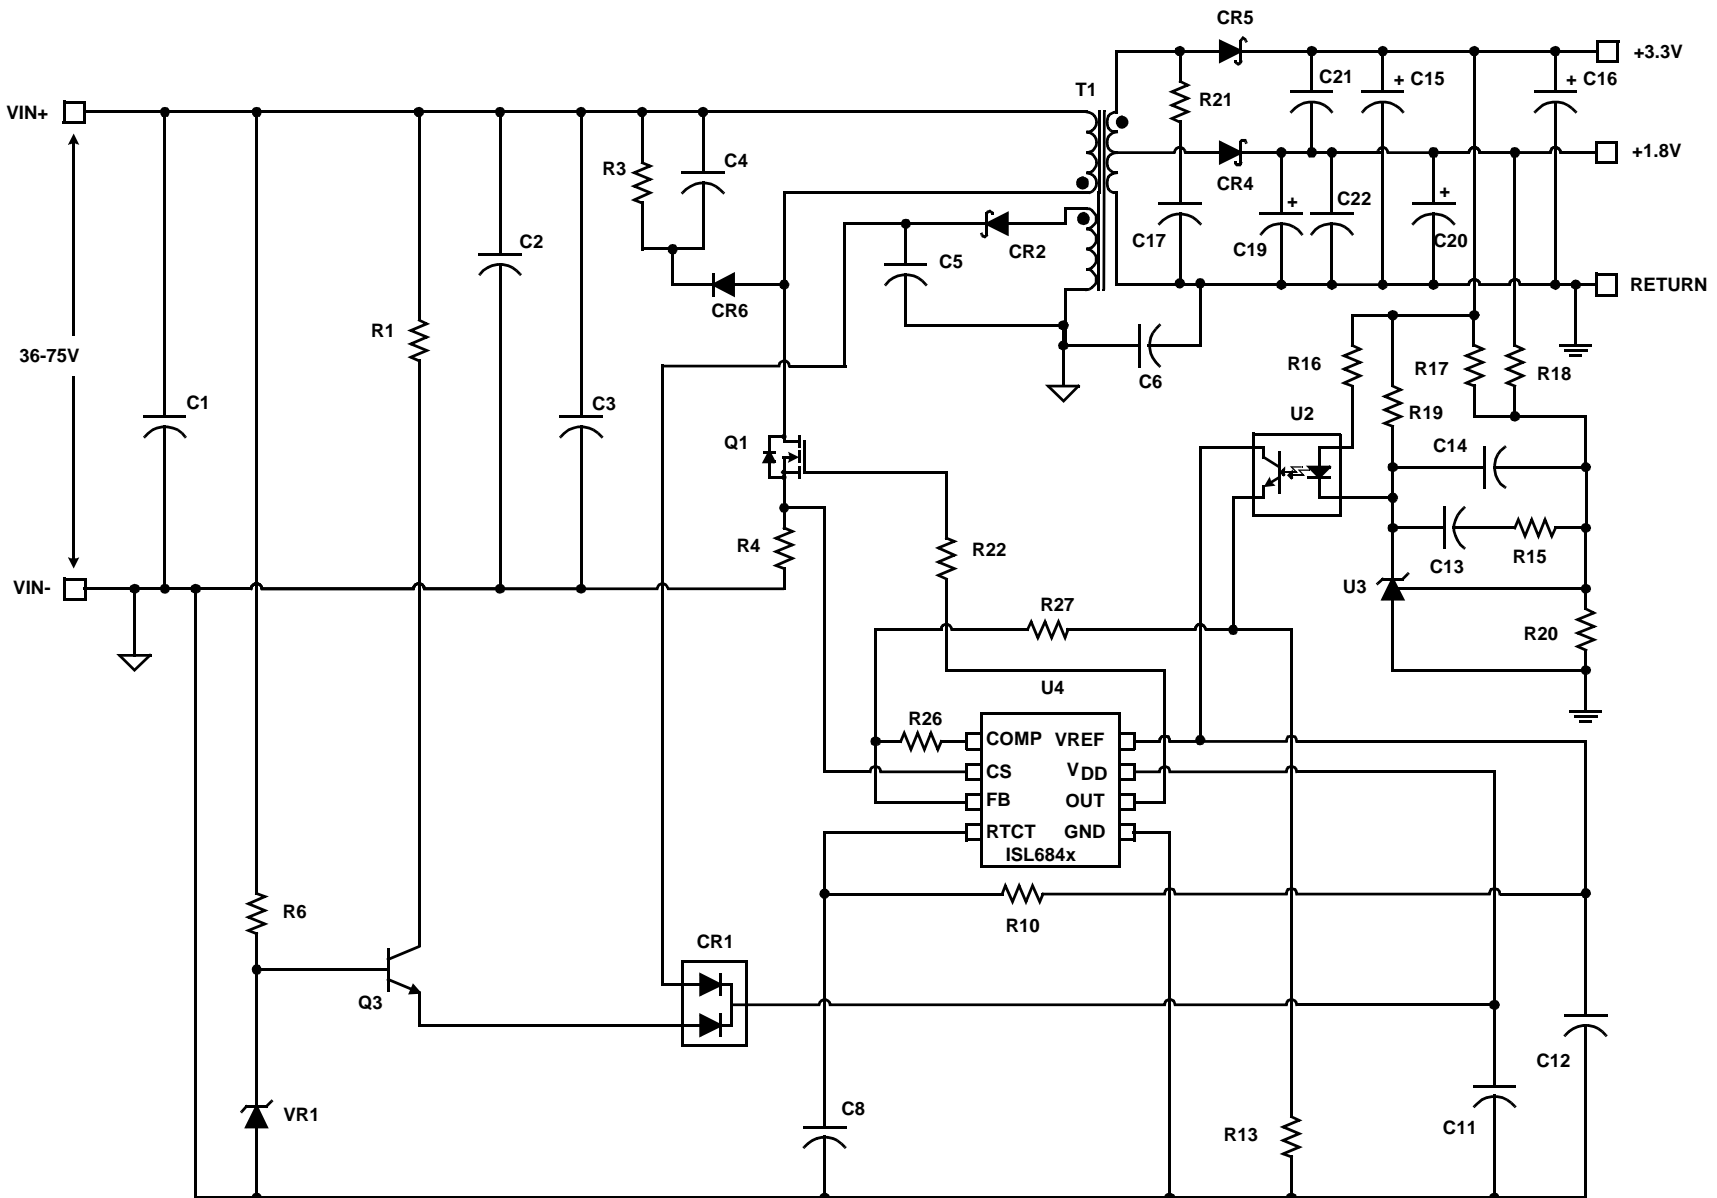 CR5
+3.3V
T1
C21
+ C15
+ C16
VIN+
R21
+1.8V
R3
C4
CR4
+
C22
+
C17
C19
C20
C2
C5
CR2
RETURN
CR6
R1
36-75V
R16
R17
R18
C6
C1
C3
R19
U2
Q1
C14
R4
R22
C13
R15
VIN-
U3
R27
R20
U4
R26
COMP VREF
CS VDD
FB OUT
RTCT GND
ISL684x
R6
R10
CR1
Q3
C12
VR1
C8
C11
R13